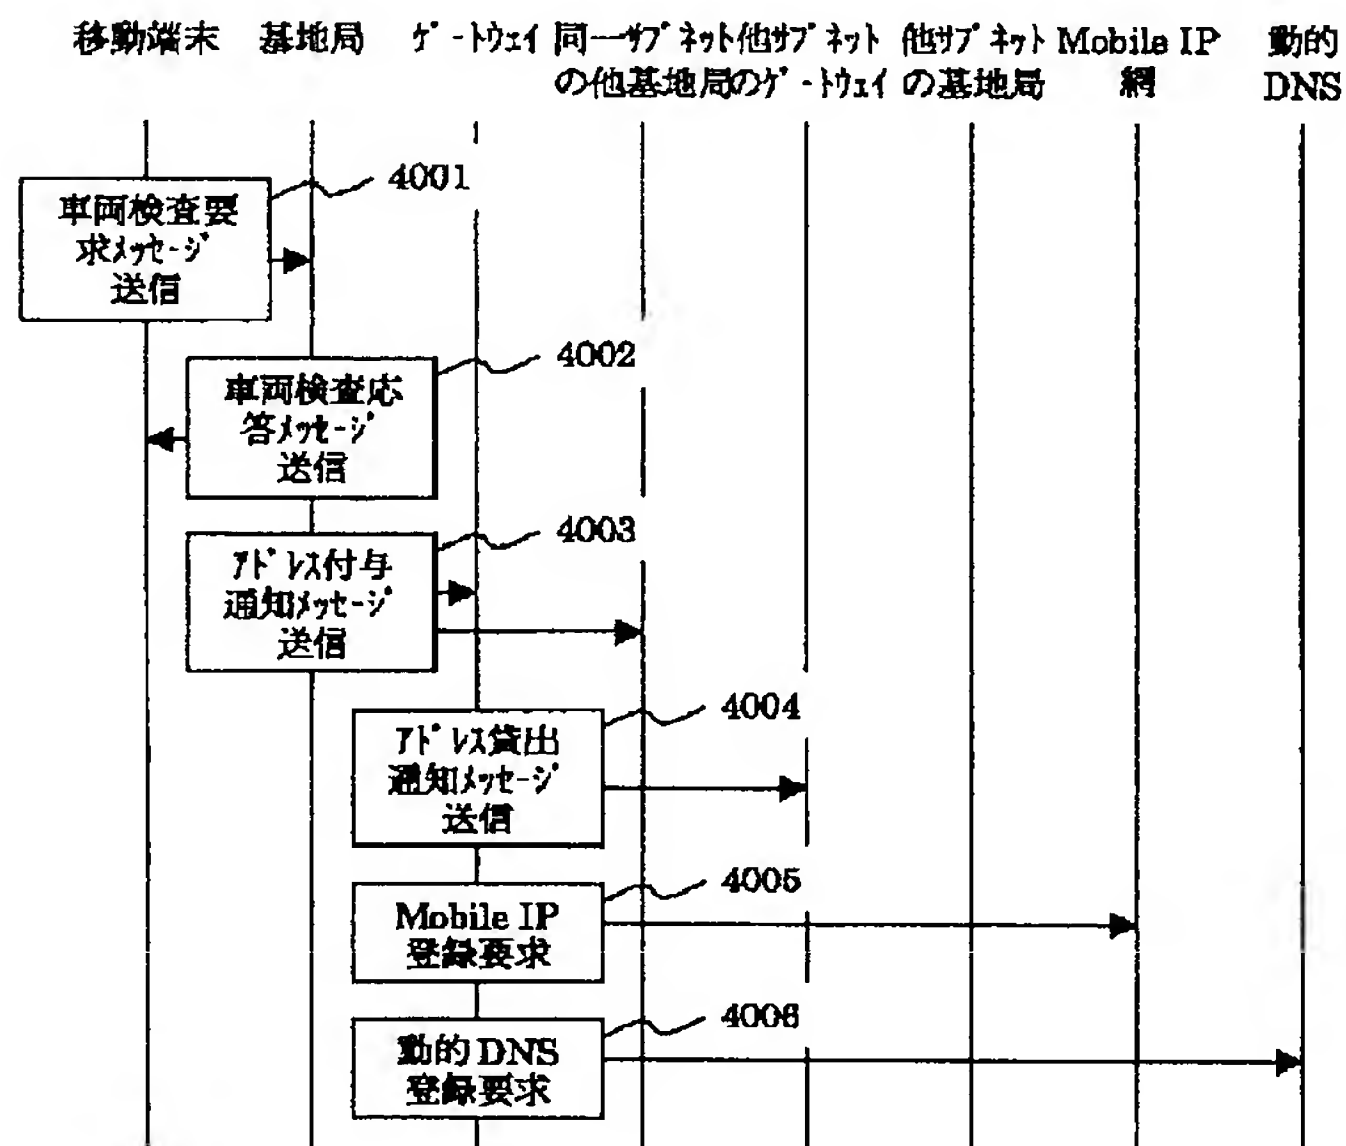 移動端末 基地局 ゲートウェイ 同一サブネット 他サブネット 他サブネット Mobile IP 動的
の他基地局 のゲートウェイ の基地局 網 DNS
4001
車両検査要
求メッセージ
送信
4002
車両検査応
答メッセージ
送信
4003
アドレス付与
通知メッセージ
送信
4004
アドレス貸出
通知メッセージ
送信
4005
Mobile IP
登録要求
4006
動的 DNS
登録要求